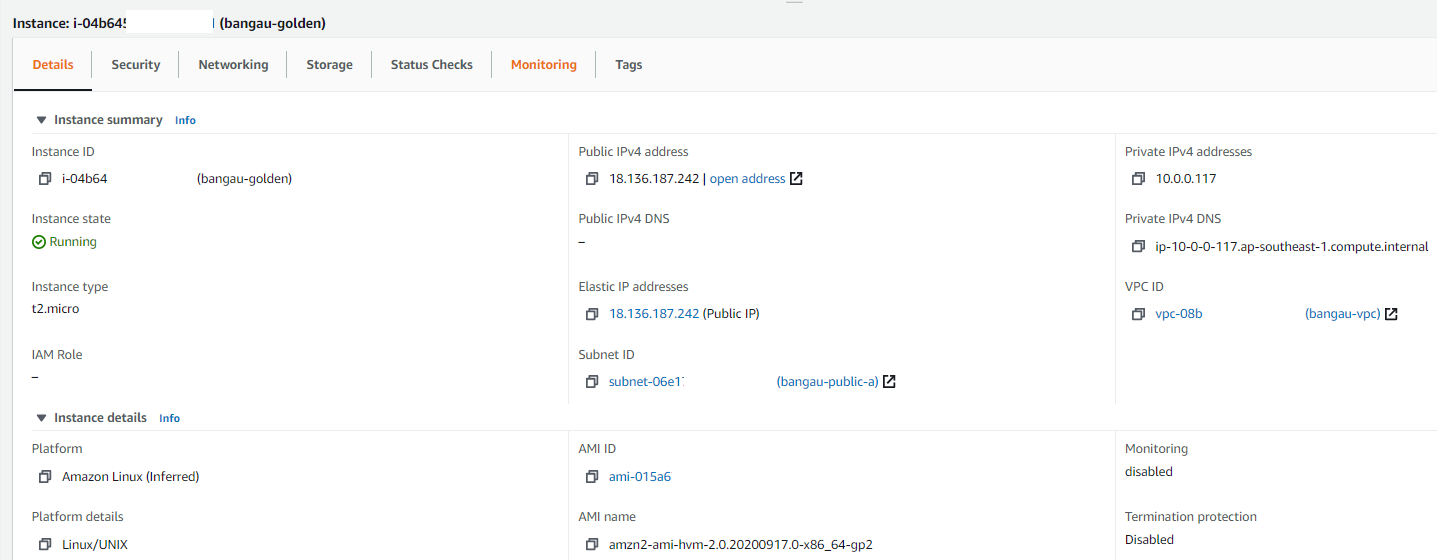 Instance: i-04b64 (bangau-golden)
Details Security Networking Storage Status Checks Monitoring Tags
Instance summary Info
Instance ID
i-04b64 (bangau-golden)
Public IPv4 address
18.136.187.242 | open address
Private IPv4 addresses
10.0.0.117
Instance state
Running
Public IPv4 DNS
–
Private IPv4 DNS
ip-10-0-0-117.ap-southeast-1.compute.internal
Instance type
t2.micro
Elastic IP addresses
18.136.187.242 (Public IP)
VPC ID
vpc-08b (bangau-vpc)
IAM Role
–
Subnet ID
subnet-06e1 (bangau-public-a)
Instance details Info
Platform
Amazon Linux (Inferred)
AMI ID
ami-015a6
Monitoring
disabled
Platform details
Linux/UNIX
AMI name
amzn2-ami-hvm-2.0.20200917.0-x86_64-gp2
Termination protection
Disabled